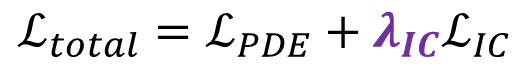 ℒ_total = ℒ_PDE + λ_IC ℒ_IC